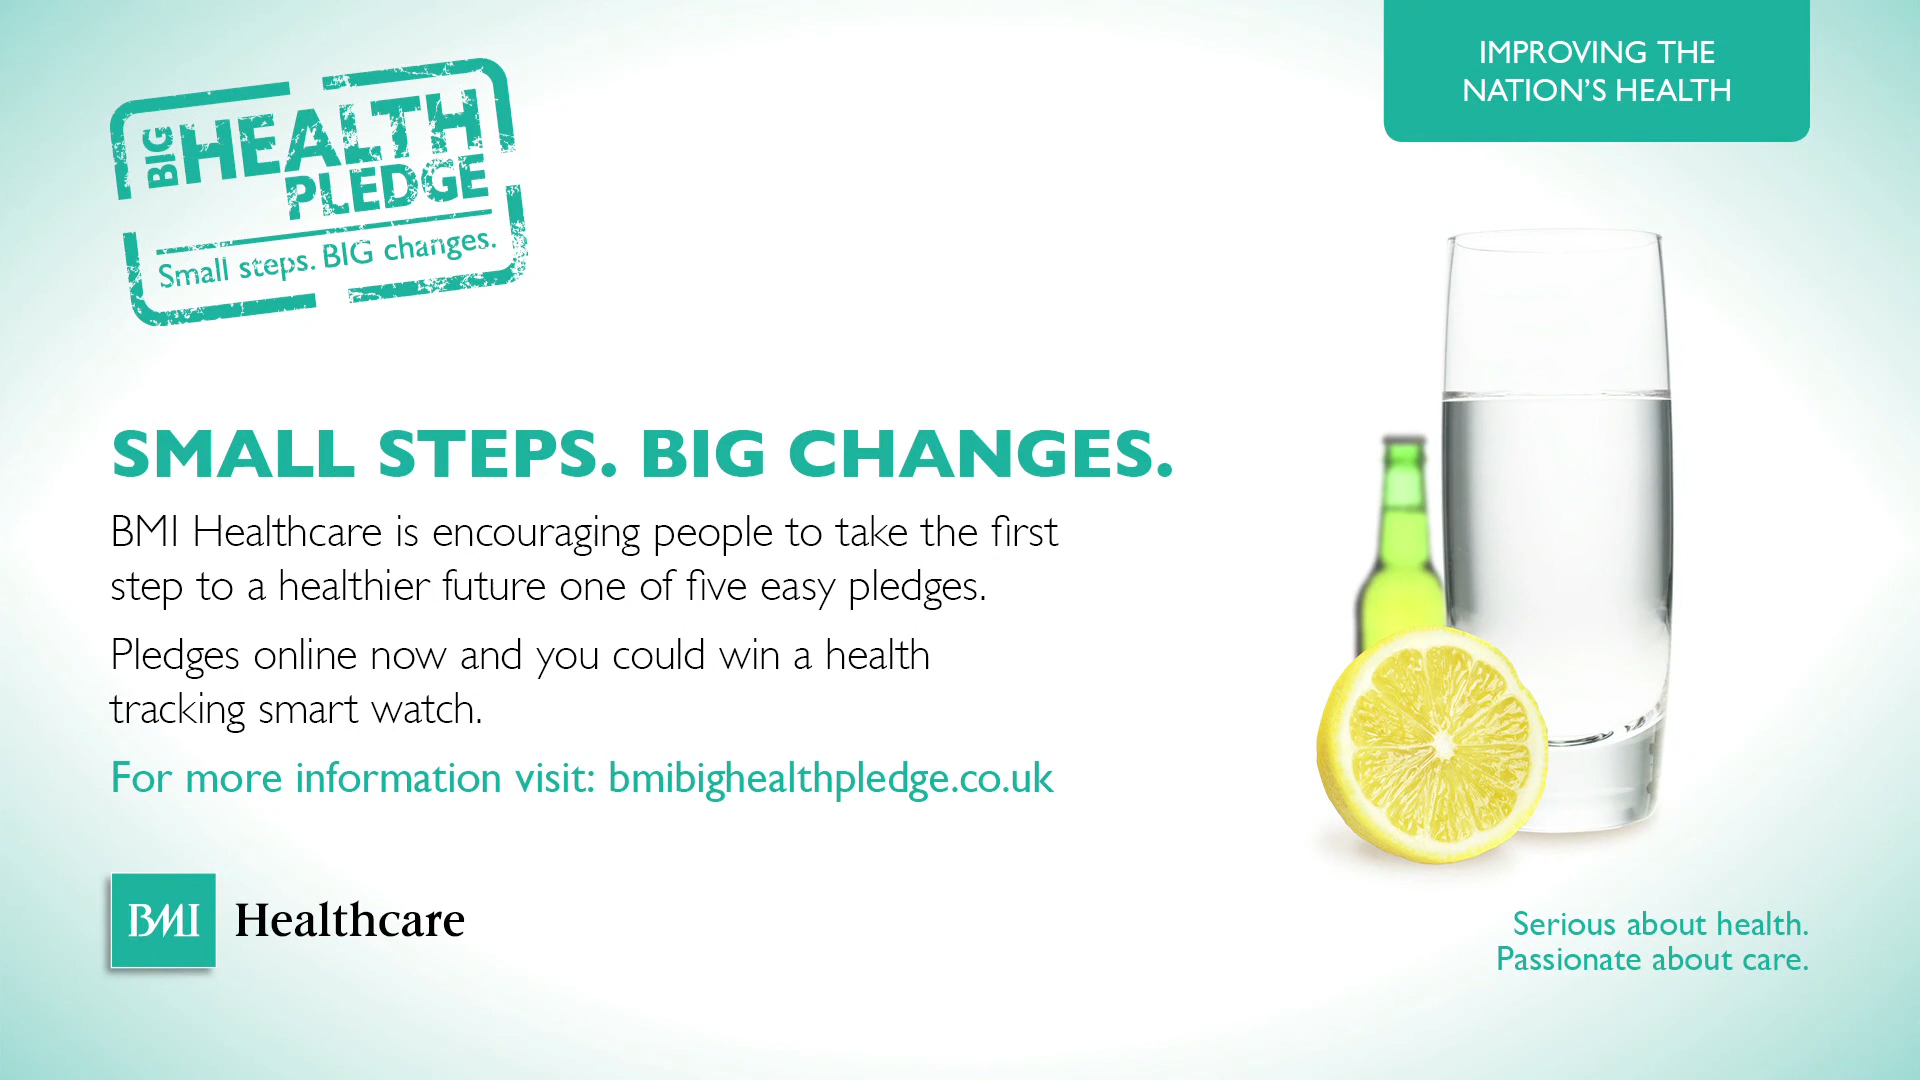 BIG HEALTH
PLEDGE
Small steps. BIG changes.
IMPROVING THE
NATION'S HEALTH
SMALL STEPS. BIG CHANGES.
BMI Healthcare is encouraging people to take the first
step to a healthier future one of five easy pledges.
Pledges online now and you could win a health
tracking smart watch.
For more information visit: bmibighealthpledge.co.uk
BMI Healthcare
Serious about health.
Passionate about care.